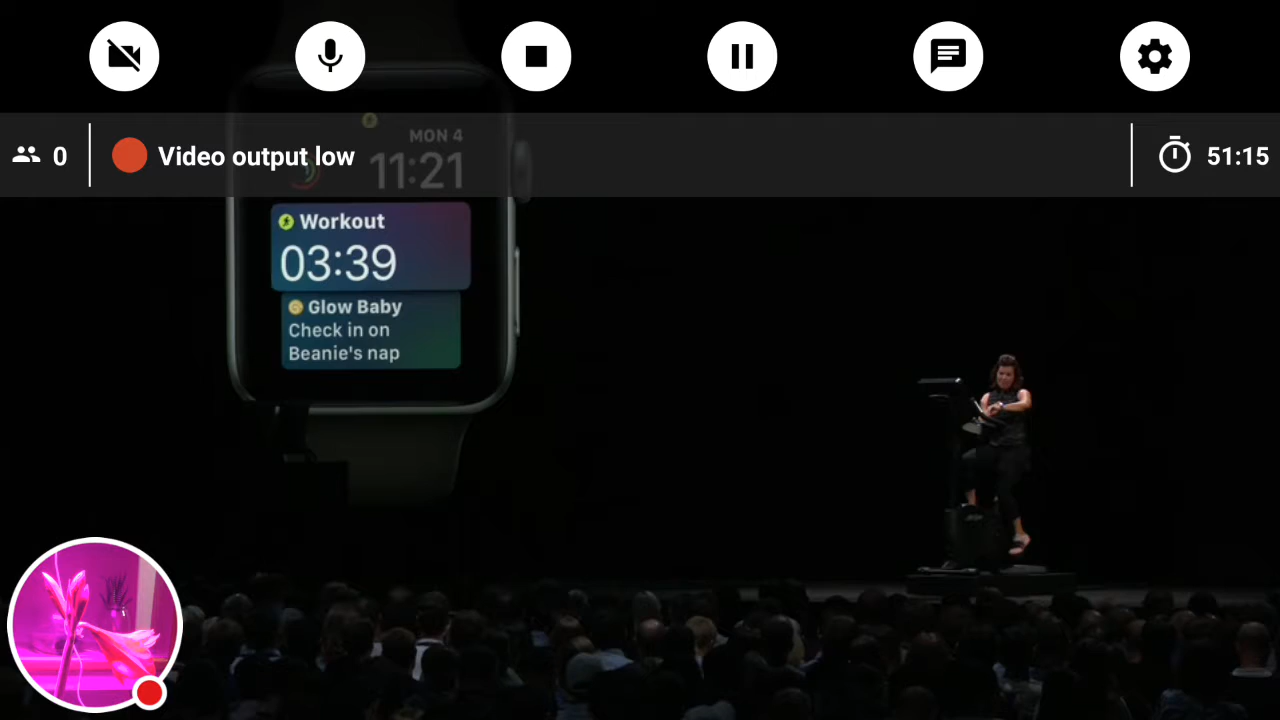 0
Video output low
51:15
MON 4
11:21
Workout
03:39
Glow Baby
Check in on
Beanie's nap